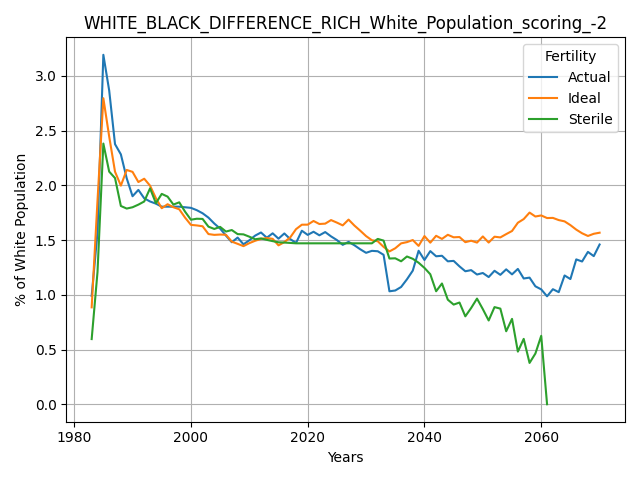 WHITE_BLACK_DIFFERENCE_RICH_White_Population_scoring_-2
Fertility
Actual
Ideal
Sterile
% of White Population
3.0
2.5
2.0
1.5
1.0
0.5
0.0
1980 2000 2020 2040 2060
Years